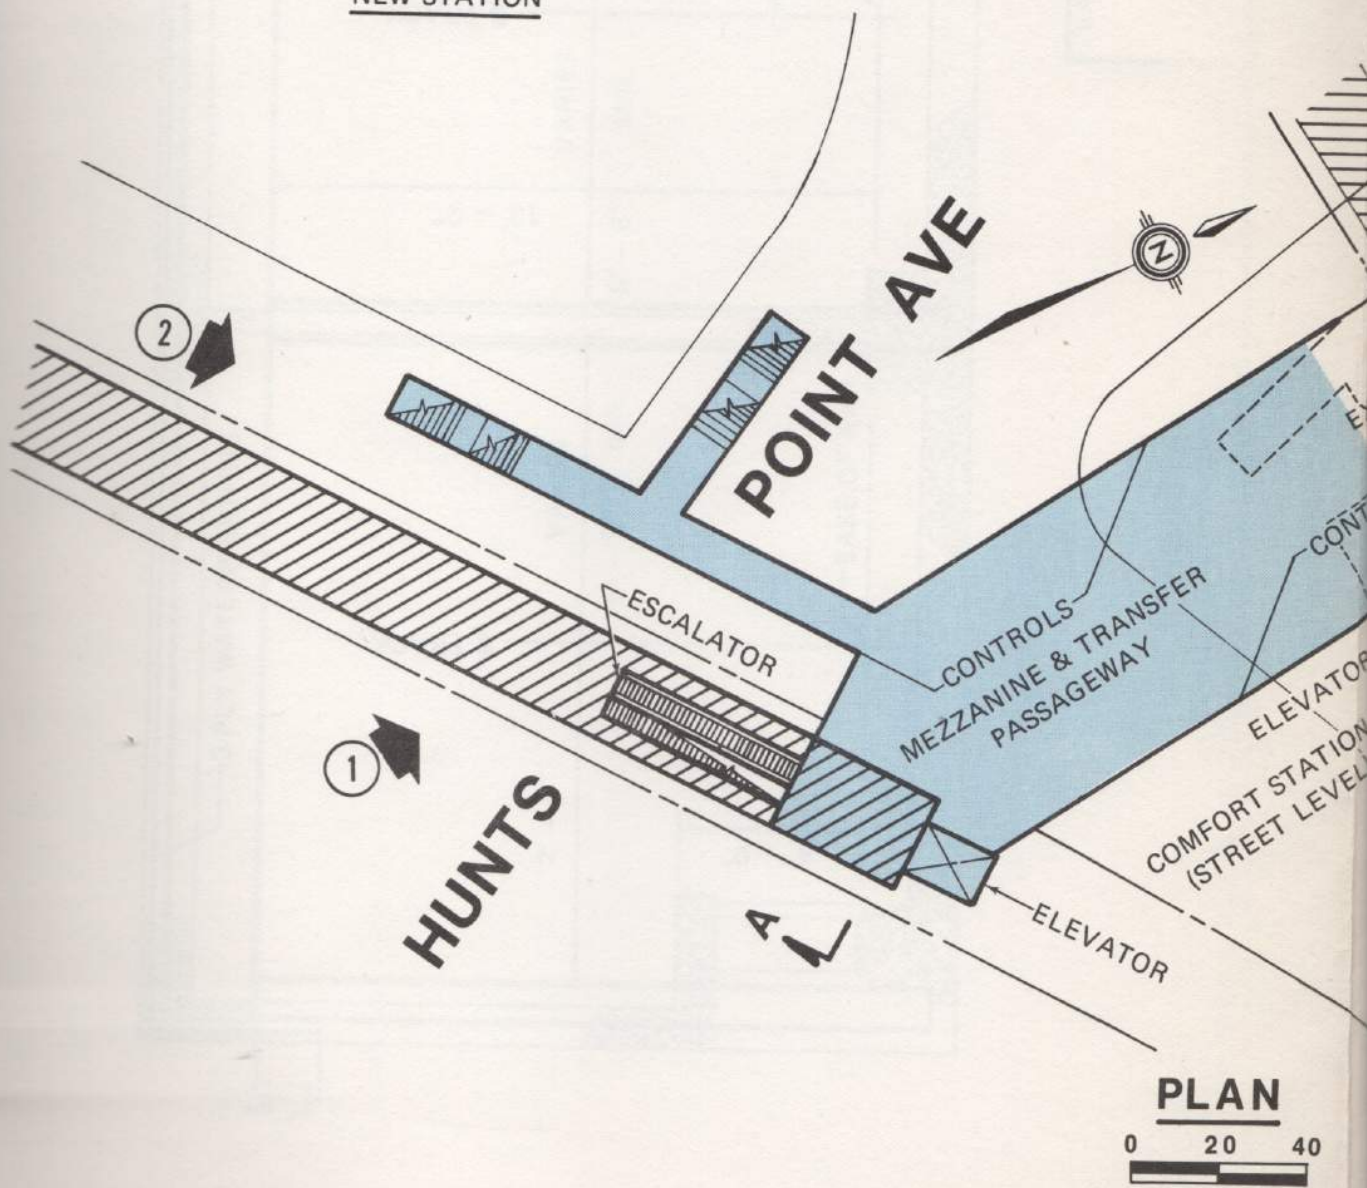 NEW STATION
POINT AVE
N
2
ESCALATOR
CONTROLS
MEZZANINE & TRANSFER
PASSAGEWAY
1
HUNTS
ELEVATOR
COMFORT STATION
(STREET LEVEL)
A
ELEVATOR
PLAN
0 20 40